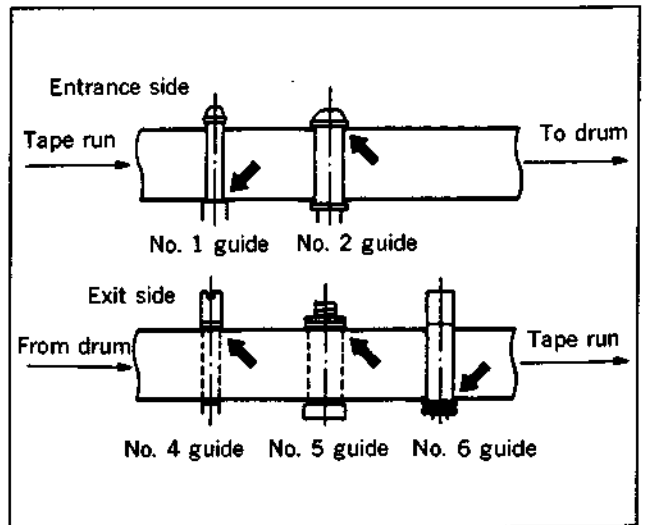 Entrance side
Tape run
To drum
No. 1 guide
No. 2 guide
Exit side
From drum
Tape run
No. 4 guide
No. 5 guide
No. 6 guide